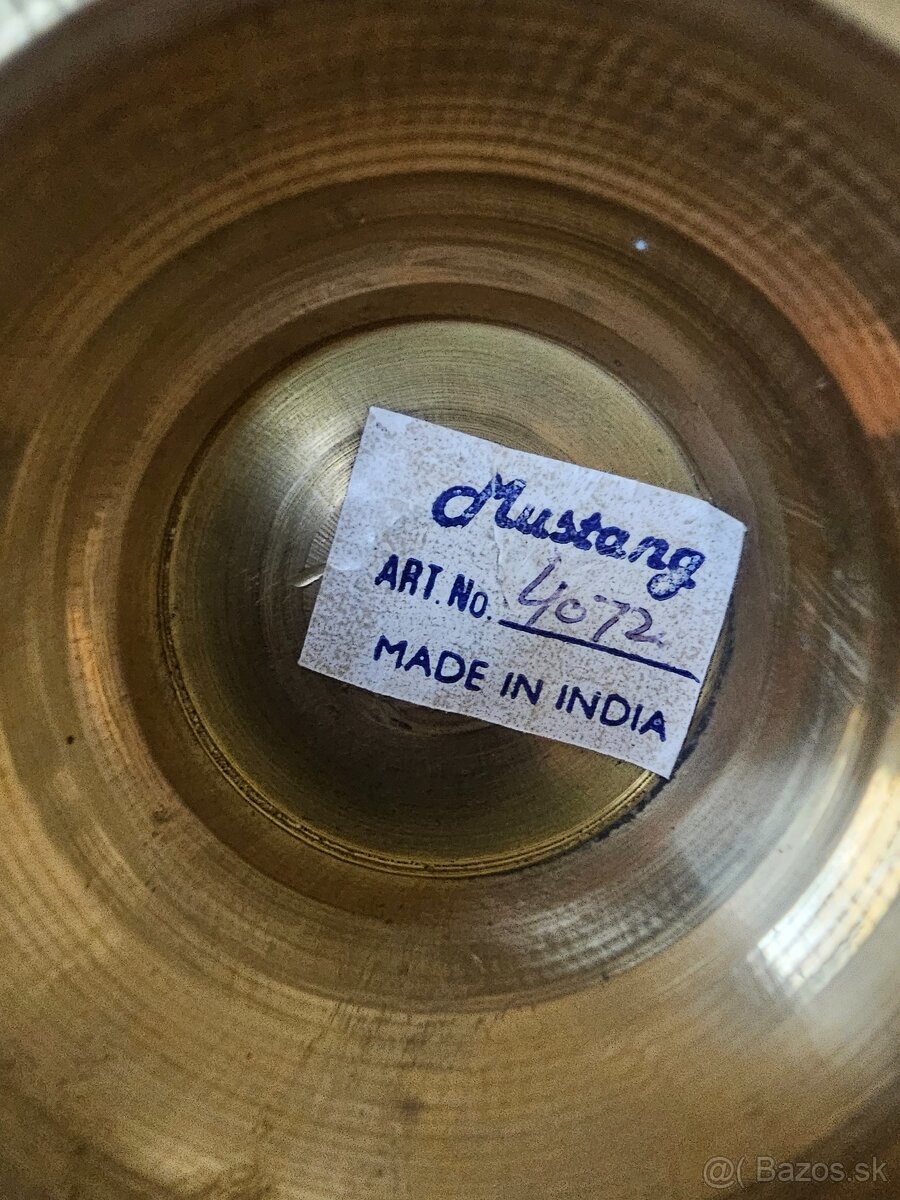 Mustang
ART. No. 4072
MADE IN INDIA
@( Bazos.sk